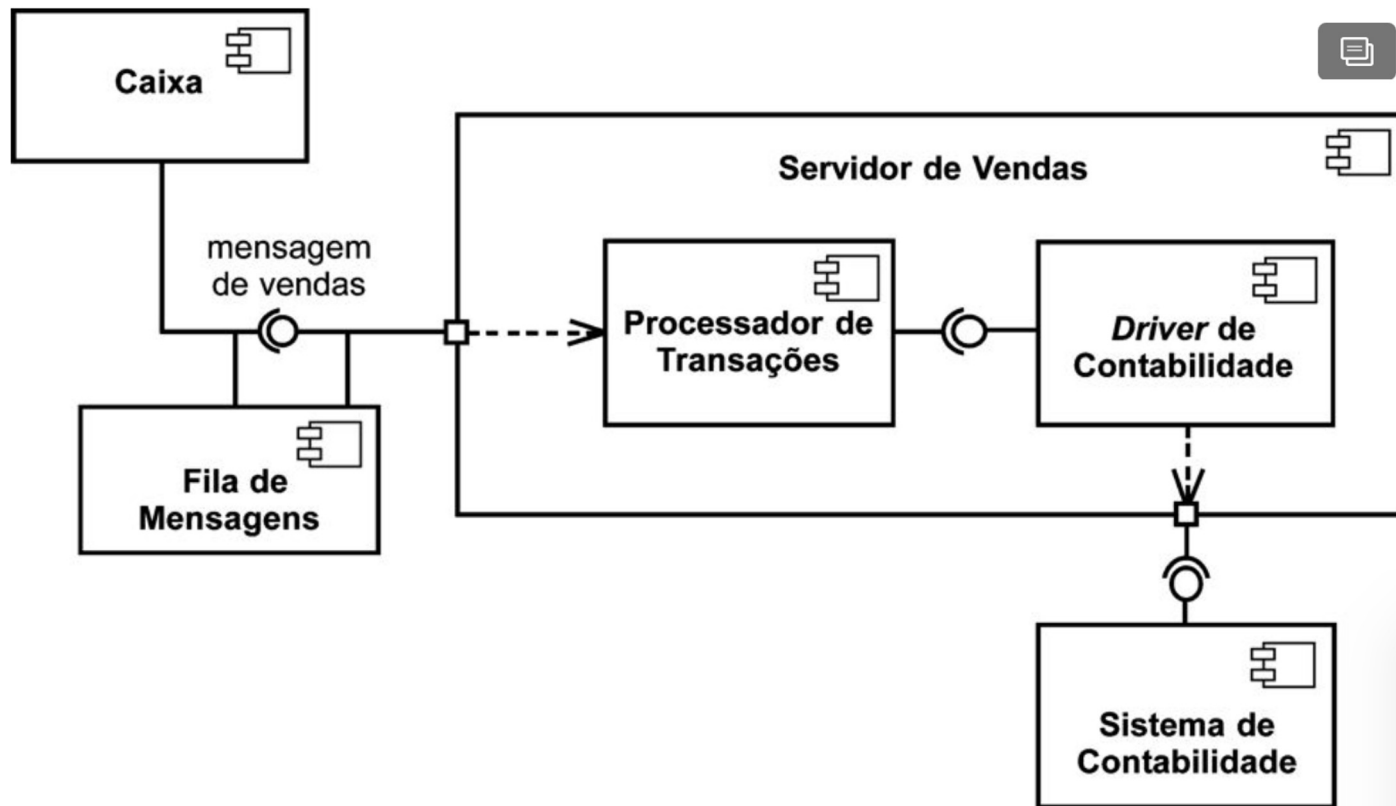 Caixa
Servidor de Vendas
mensagem
de vendas
Processador de
Transações
Driver de
Contabilidade
Fila de
Mensagens
Sistema de
Contabilidade